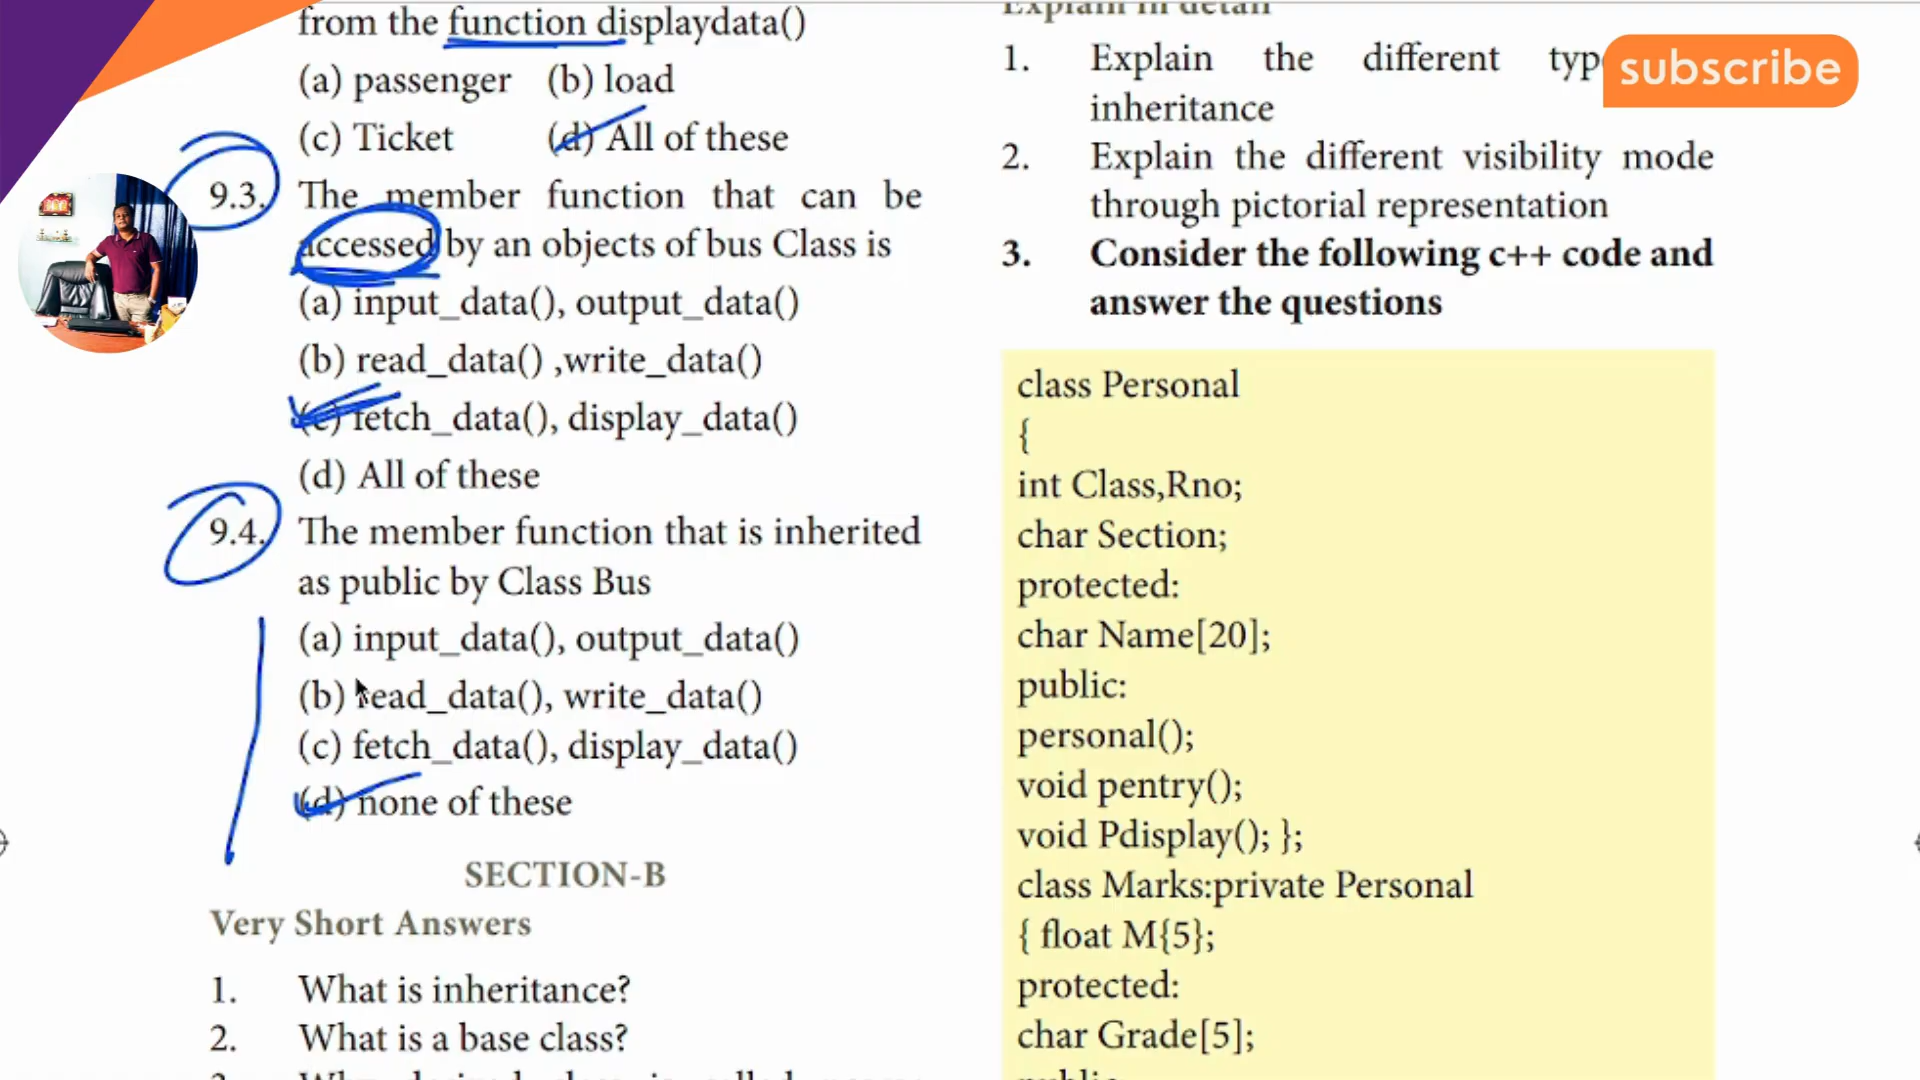 from the function displaydata()
(a) passenger (b) load
(c) Ticket (d) All of these
9.3. The member function that can be
accessed by an objects of bus Class is
(a) input_data(), output_data()
(b) read_data() ,write_data()
(c) fetch_data(), display_data()
(d) All of these
9.4. The member function that is inherited
as public by Class Bus
(a) input_data(), output_data()
(b) read_data(), write_data()
(c) fetch_data(), display_data()
(d) none of these
SECTION-B
Very Short Answers
1. What is inheritance?
2. What is a base class?
Explain in detail
1. Explain the different
inheritance
2. Explain the different visibility mode
through pictorial representation
3. Consider the following c++ code and
answer the questions
class Personal
{
int Class,Rno;
char Section;
protected:
char Name[20];
public:
personal();
void pentry();
void Pdisplay(); };
class Marks:private Personal
{ float M{5};
protected:
char Grade[5];
subscribe